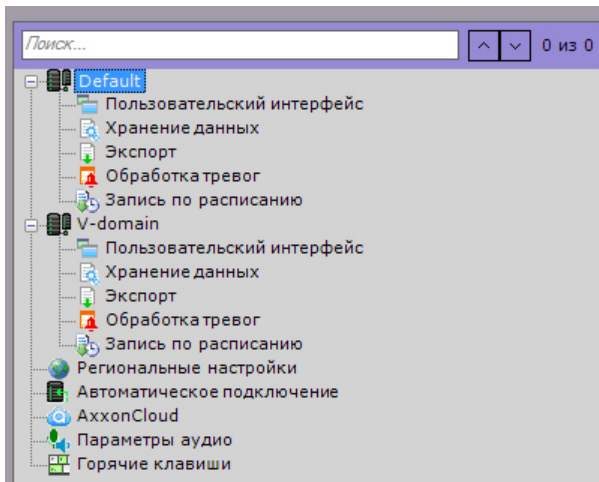 Поиск...
0 из 0
Default
Пользовательский интерфейс
Хранение данных
Экспорт
Обработка тревог
Запись по расписанию
V-domain
Пользовательский интерфейс
Хранение данных
Экспорт
Обработка тревог
Запись по расписанию
Региональные настройки
Автоматическое подключение
AxxonCloud
Параметры аудио
Горячие клавиши